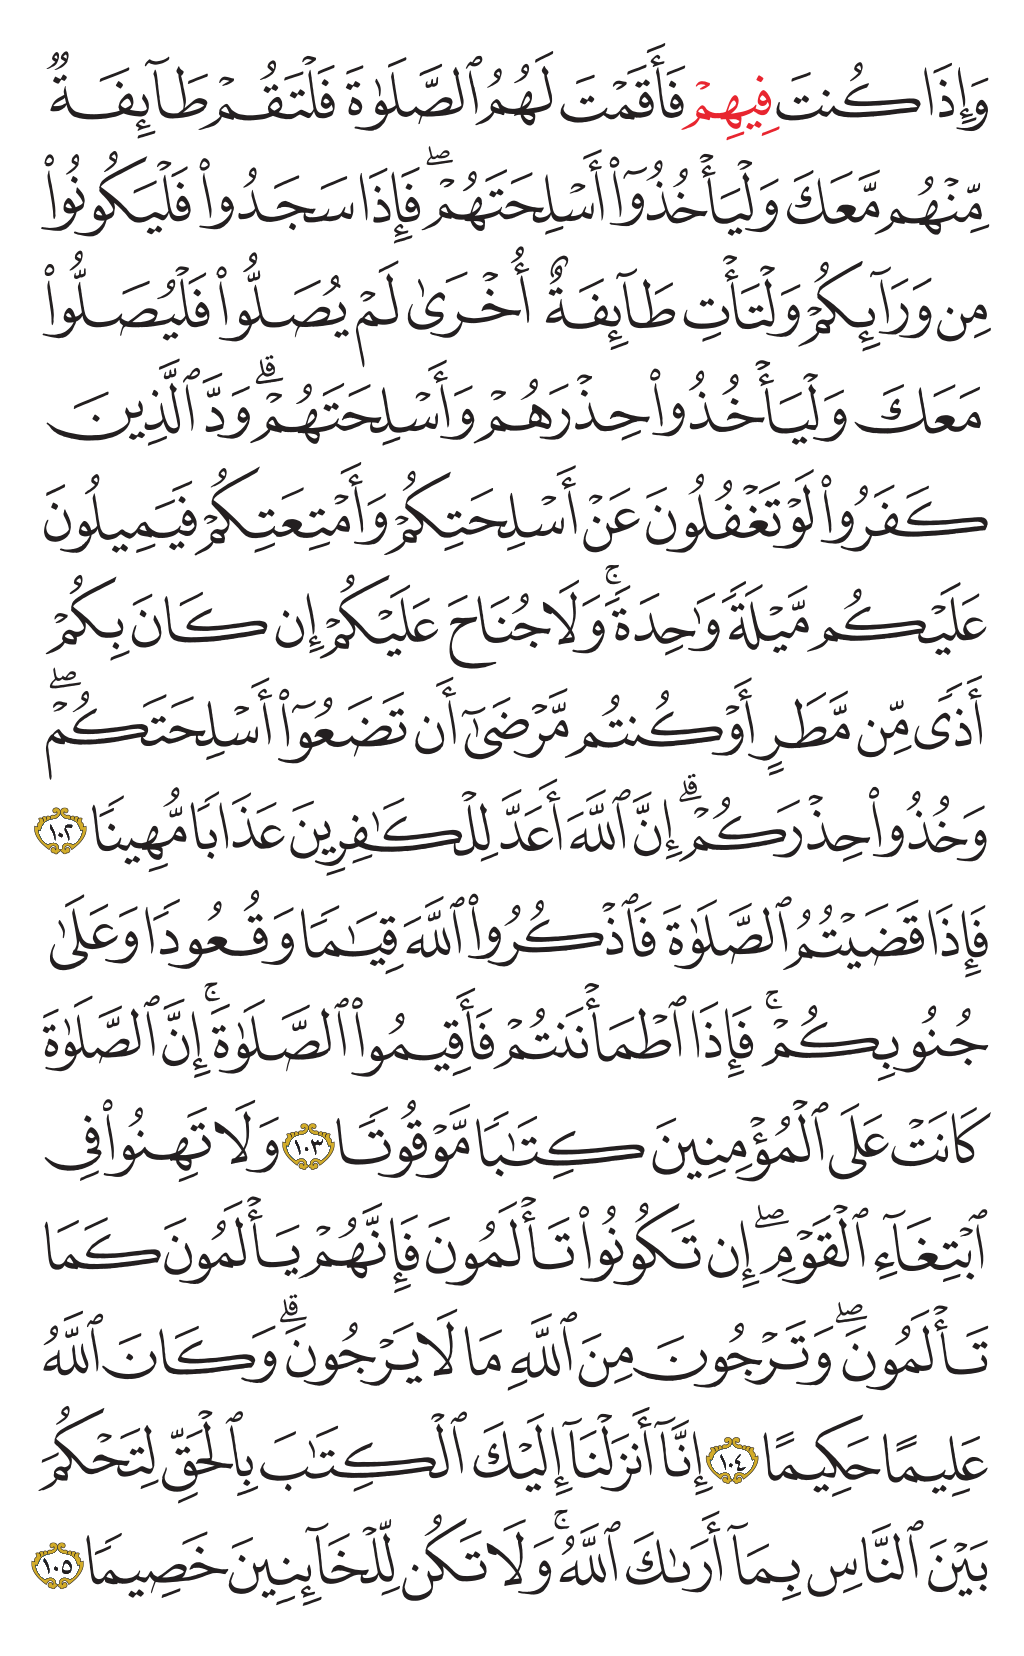 وَإِذَا كُنتَ فِيهِمْ فَأَقَمْتَ لَهُمُ ٱلصَّلَوٰةَ فَلْتَقُمْ طَآئِفَةٌ
مِّنْهُم مَّعَكَ وَلْيَأْخُذُوٓا۟ أَسْلِحَتَهُمْ ۖ فَإِذَا سَجَدُوا۟ فَلْيَكُونُوا۟
مِن وَرَآئِكُمْ وَلْتَأْتِ طَآئِفَةٌ أُخْرَىٰ لَمْ يُصَلُّوا۟ فَلْيُصَلُّوا۟
مَعَكَ وَلْيَأْخُذُوا۟ حِذْرَهُمْ وَأَسْلِحَتَهُمْ ۗ وَدَّ ٱلَّذِينَ
كَفَرُوا۟ لَوْ تَغْفُلُونَ عَنْ أَسْلِحَتِكُمْ وَأَمْتِعَتِكُمْ فَيَمِيلُونَ
عَلَيْكُم مَّيْلَةً وَٰحِدَةً ۚ وَلَا جُنَاحَ عَلَيْكُمْ إِن كَانَ بِكُمْ
أَذًى مِّن مَّطَرٍ أَوْ كُنتُم مَّرْضَىٰٓ أَن تَضَعُوٓا۟ أَسْلِحَتَكُمْ ۖ
وَخُذُوا۟ حِذْرَكُمْ ۗ إِنَّ ٱللَّهَ أَعَدَّ لِلْكَـٰفِرِينَ عَذَابًا مُّهِينًا ١٠٢
فَإِذَا قَضَيْتُمُ ٱلصَّلَوٰةَ فَٱذْكُرُوا۟ ٱللَّهَ قِيَـٰمًا وَقُعُودًا وَعَلَىٰ
جُنُوبِكُمْ ۚ فَإِذَا ٱطْمَأْنَنتُمْ فَأَقِيمُوا۟ ٱلصَّلَوٰةَ ۚ إِنَّ ٱلصَّلَوٰةَ
كَانَتْ عَلَى ٱلْمُؤْمِنِينَ كِتَـٰبًا مَّوْقُوتًا ١٠٣ وَلَا تَهِنُوا۟ فِى
ٱبْتِغَآءِ ٱلْقَوْمِ ۖ إِن تَكُونُوا۟ تَأْلَمُونَ فَإِنَّهُمْ يَأْلَمُونَ كَمَا
تَأْلَمُونَ ۖ وَتَرْجُونَ مِنَ ٱللَّهِ مَا لَا يَرْجُونَ ۗ وَكَانَ ٱللَّهُ
عَلِيمًا حَكِيمًا ١٠٤ إِنَّآ أَنزَلْنَآ إِلَيْكَ ٱلْكِتَـٰبَ بِٱلْحَقِّ لِتَحْكُمَ
بَيْنَ ٱلنَّاسِ بِمَآ أَرَىٰكَ ٱللَّهُ ۚ وَلَا تَكُن لِّلْخَآئِنِينَ خَصِيمًا ١٠٥